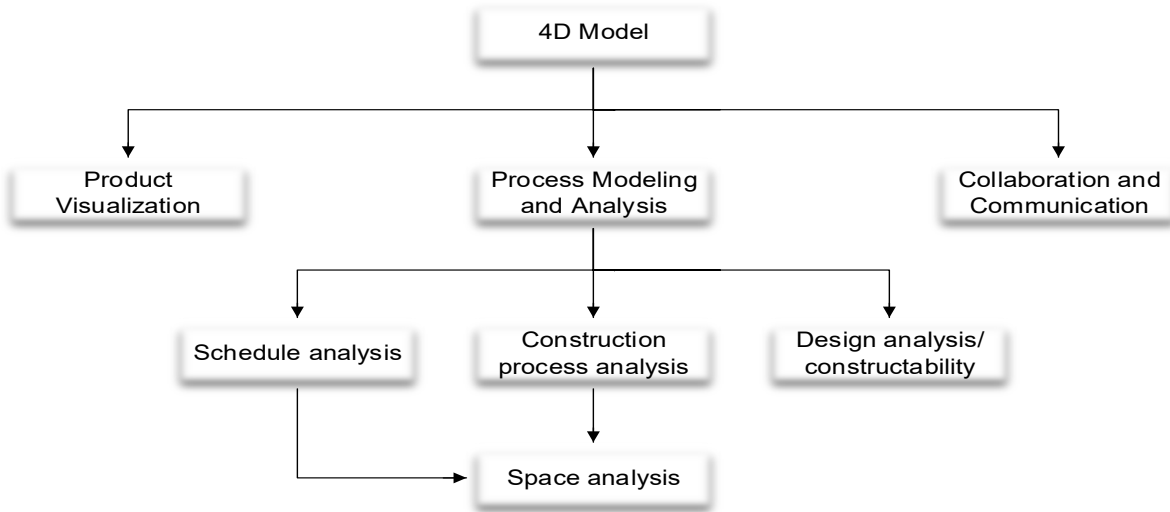 4D Model
Product
Visualization
Process Modeling
and Analysis
Collaboration and
Communication
Schedule analysis
Construction
process analysis
Design analysis/
constructability
Space analysis